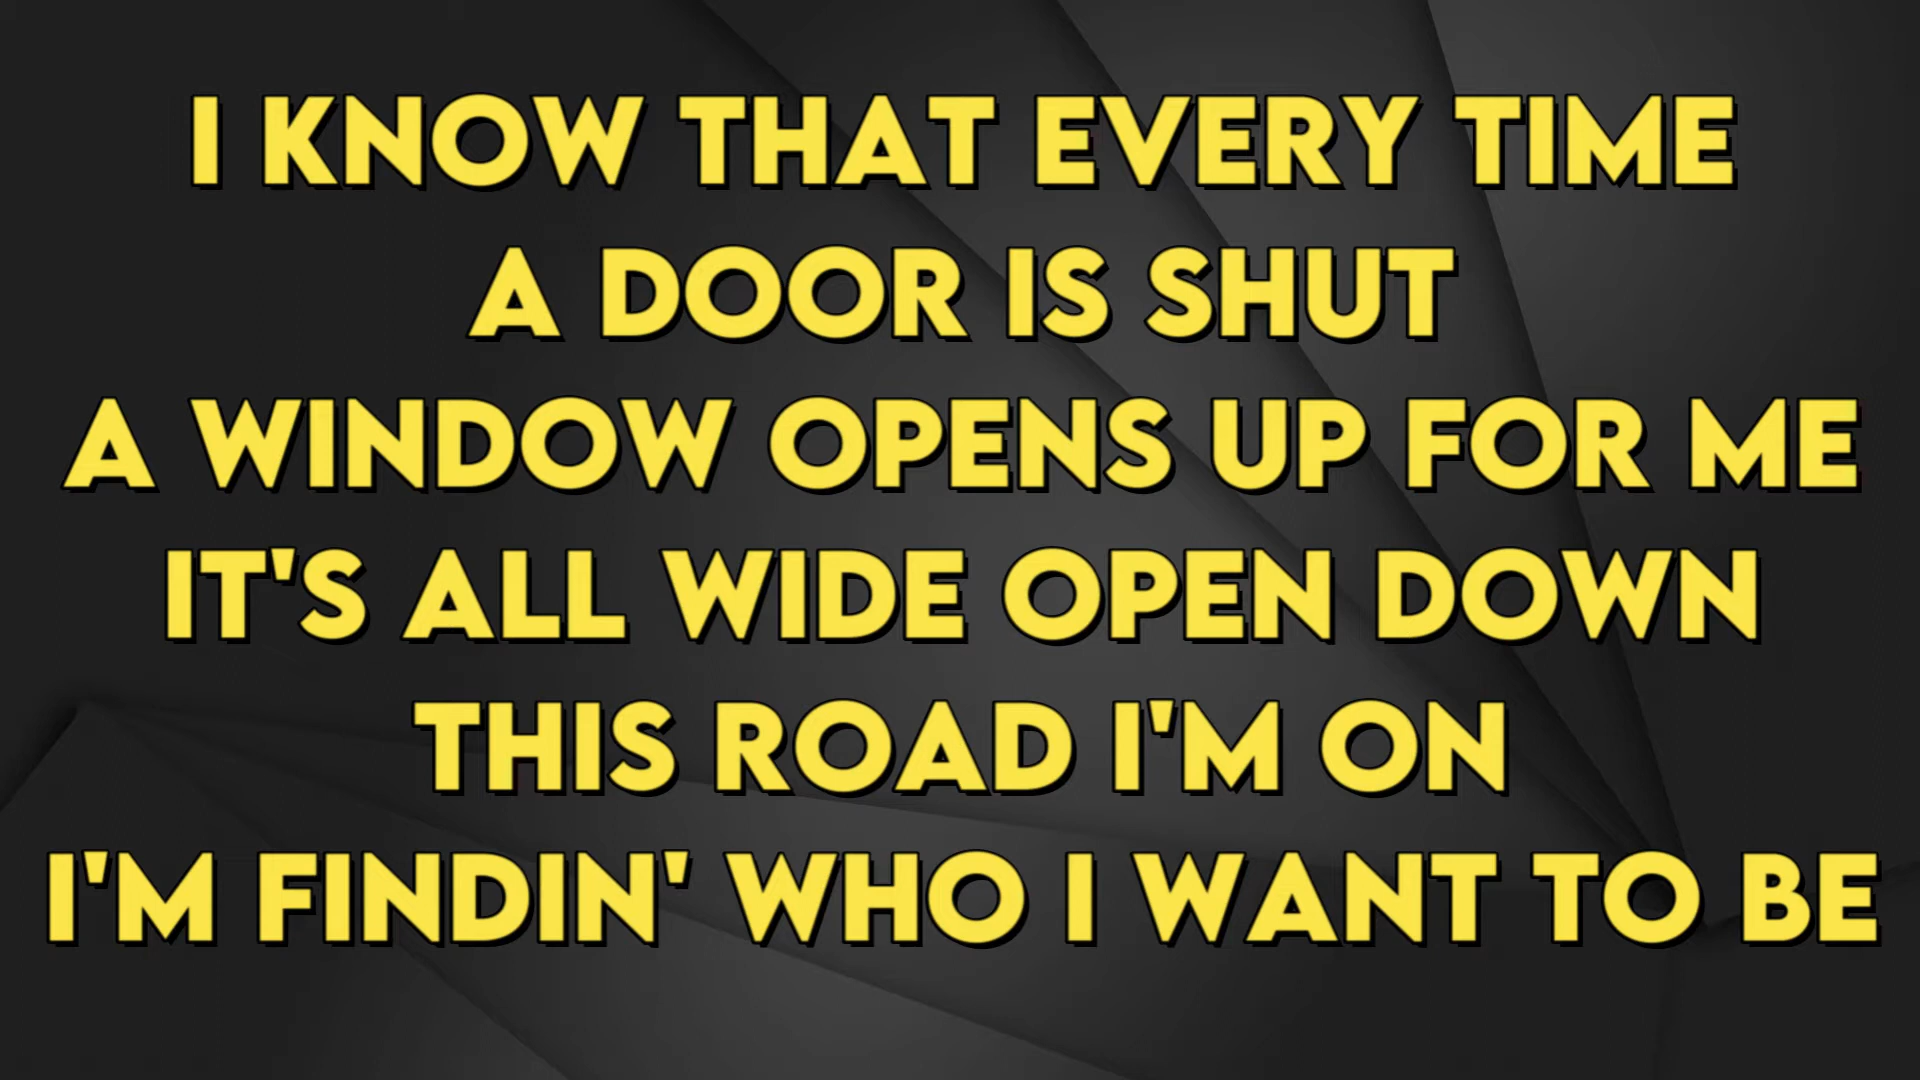 I KNOW THAT EVERY TIME
A DOOR IS SHUT
A WINDOW OPENS UP FOR ME
IT'S ALL WIDE OPEN DOWN
THIS ROAD I'M ON
I'M FINDIN' WHO I WANT TO BE